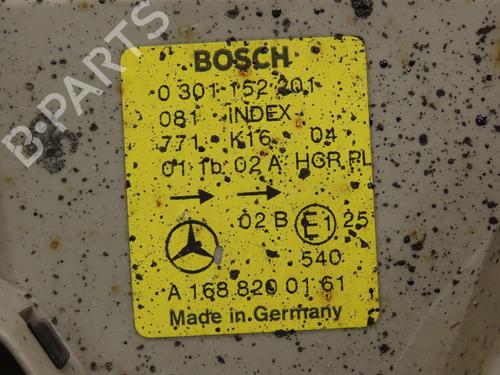 B-PARTS
BOSCH
0 301 152 201
081 INDEX
771 K16 04
01 1b 02 A HCR PL
02 B E1 25
540
A 168 820 01 61
Made in Germany